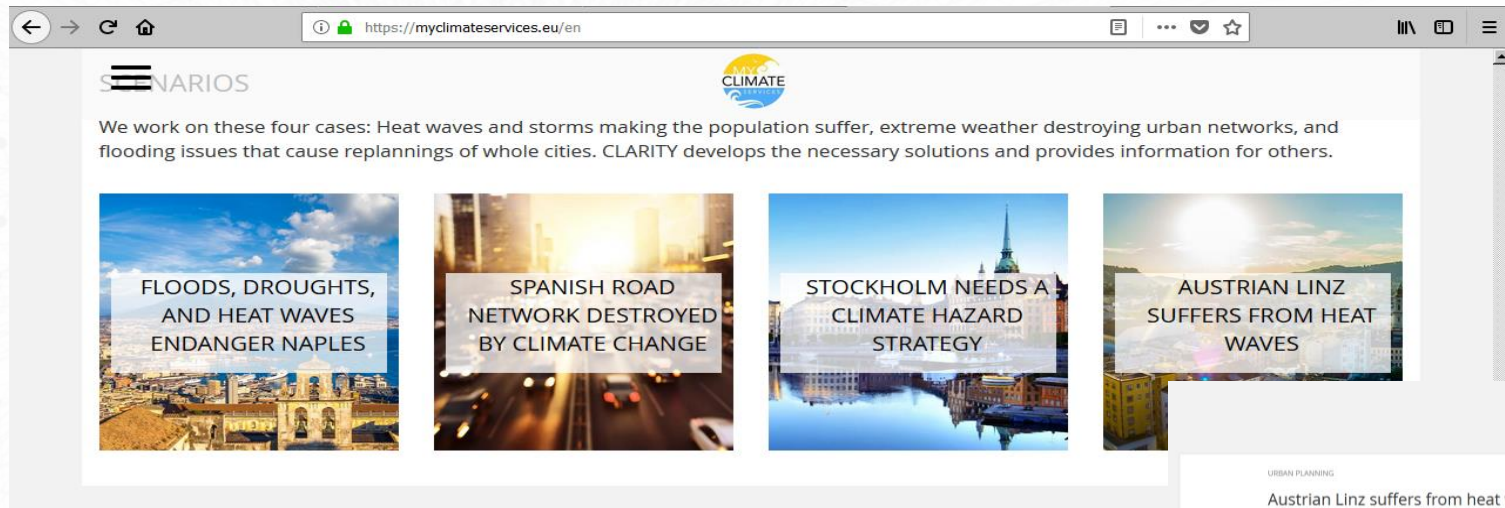 https://myclimateservices.eu/en
SCENARIOS
MY
CLIMATE
SERVICES
We work on these four cases: Heat waves and storms making the population suffer, extreme weather destroying urban networks, and
flooding issues that cause replannings of whole cities. CLARITY develops the necessary solutions and provides information for others.
FLOODS, DROUGHTS,
AND HEAT WAVES
ENDANGER NAPLES
SPANISH ROAD
NETWORK DESTROYED
BY CLIMATE CHANGE
STOCKHOLM NEEDS A
CLIMATE HAZARD
STRATEGY
AUSTRIAN LINZ
SUFFERS FROM HEAT
WAVES
URBAN PLANNING
Austrian Linz suffers from heat